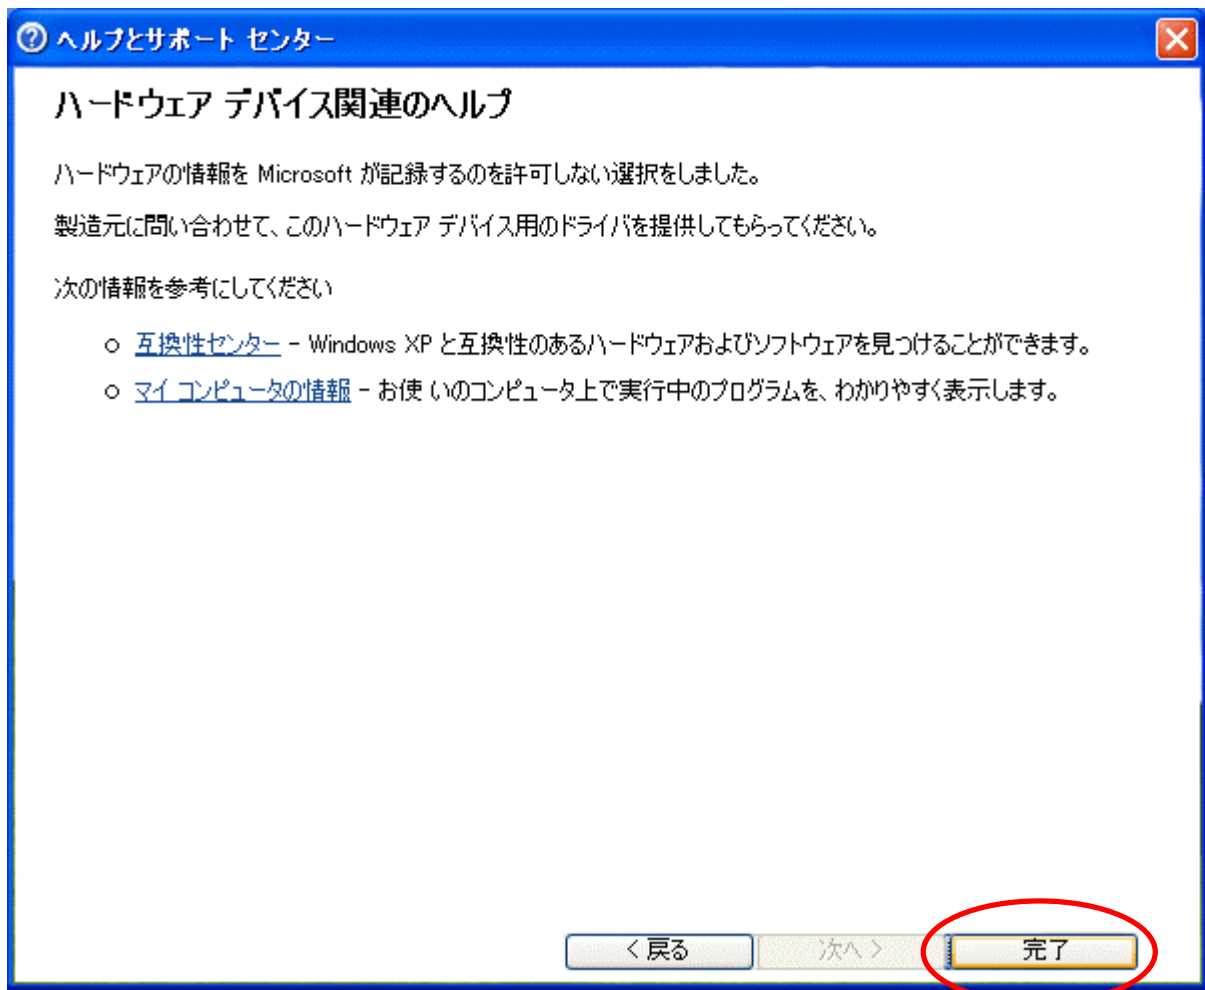 ヘルプとサポート センター
ハードウェア デバイス関連のヘルプ
ハードウェアの情報を Microsoft が記録するのを許可しない選択をしました。
製造元に問い合わせて、このハードウェア デバイス用のドライバを提供してもらってください。
次の情報を参考にしてください
互換性センター - Windows XP と互換性のあるハードウェアおよびソフトウェアを見つけることができます。
マイ コンピュータの情報 - お使 いのコンピュータ上で実行中のプログラムを、わかりやすく表示します。
< 戻る 次へ > 完了